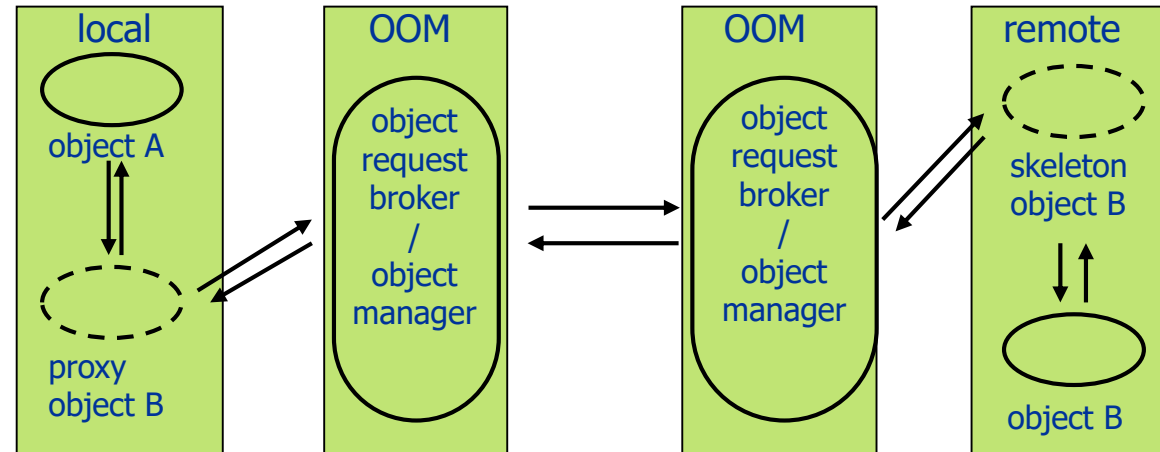 local
object A
proxy
object B
OOM
object
request
broker
/
object
manager
OOM
object
request
broker
/
object
manager
remote
skeleton
object B
object B